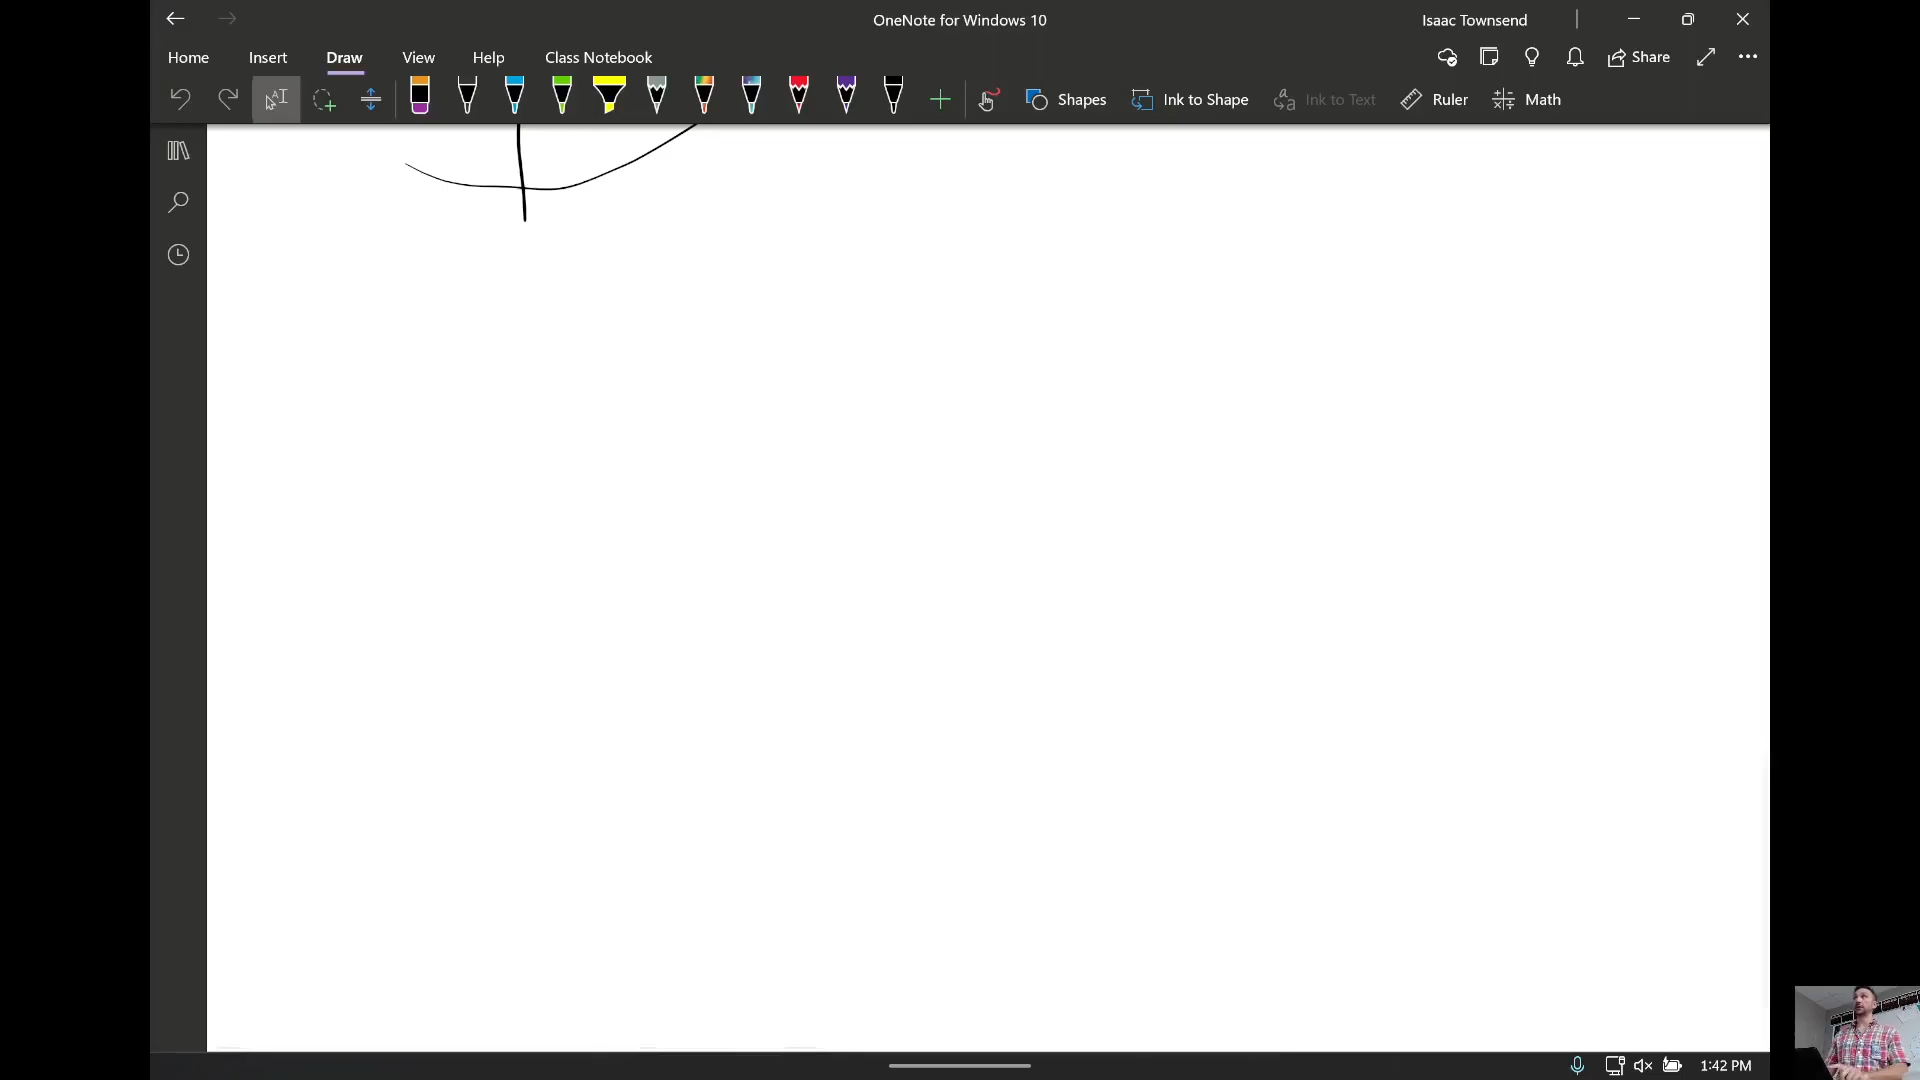 OneNote for Windows 10
Isaac Townsend
Home Insert Draw View Help Class Notebook
Share
Shapes Ink to Shape Ink to Text Ruler Math
1:42 PM